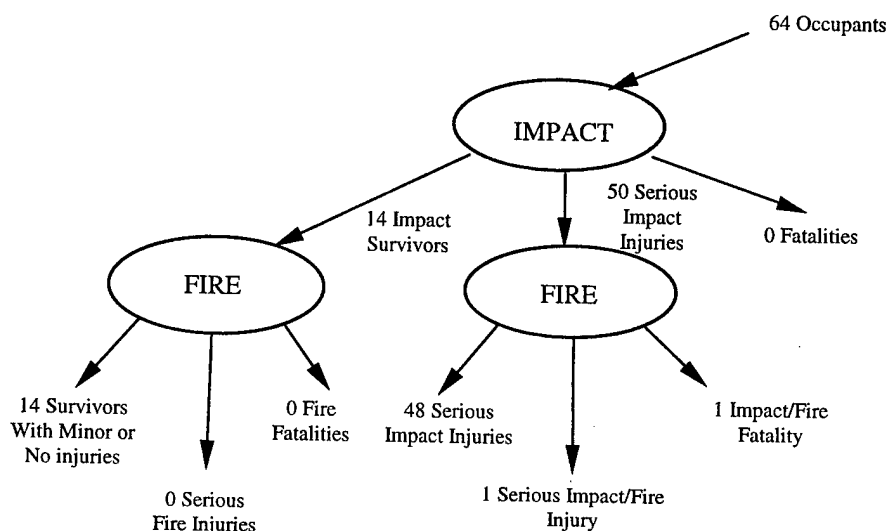 64 Occupants
IMPACT
14 Impact
Survivors
50 Serious
Impact
Injuries
0 Fatalities
FIRE
FIRE
14 Survivors
With Minor or
No injuries
0 Serious
Fire Injuries
0 Fire
Fatalities
48 Serious
Impact Injuries
1 Serious Impact/Fire
Injury
1 Impact/Fire
Fatality